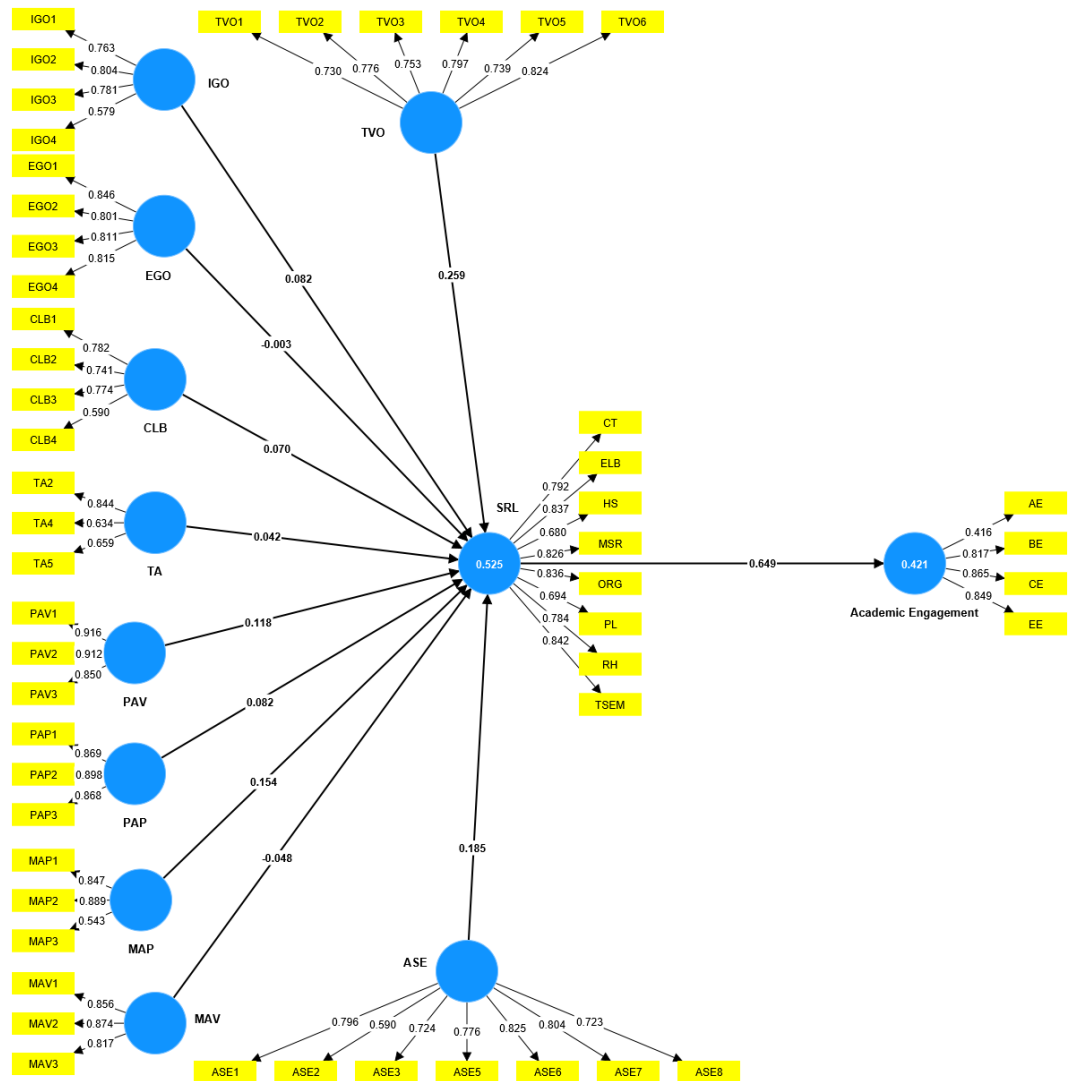 IGO1
IGO2
IGO3
IGO4
0.763
0.804
0.781
0.579
IGO
EGO1
EGO2
EGO3
EGO4
0.846
0.801
0.811
0.815
EGO
CLB1
CLB2
CLB3
CLB4
0.782
0.741
0.774
0.590
CLB
TA2
TA4
TA5
0.844
0.634
0.659
TA
PAV1
PAV2
PAV3
0.916
0.912
0.850
PAV
PAP1
PAP2
PAP3
0.869
0.898
0.868
PAP
MAP1
MAP2
MAP3
0.847
0.889
0.543
MAP
MAV1
MAV2
MAV3
0.856
0.874
0.817
MAV
TVO1 TVO2 TVO3 TVO4 TVO5 TVO6
0.730 0.776 0.753 0.797 0.739 0.824
TVO
0.082
-0.003
0.070
0.042
0.118
0.082
0.154
-0.048
0.259
0.185
SRL
0.525
CT
ELB
HS
MSR
ORG
PL
RH
TSEM
0.792
0.837
0.680
0.826
0.836
0.694
0.784
0.842
0.649
0.421
Academic Engagement
0.416
0.817
0.865
0.849
AE
BE
CE
EE
ASE
0.796 0.590 0.724 0.776 0.825 0.804 0.723
ASE1 ASE2 ASE3 ASE5 ASE6 ASE7 ASE8